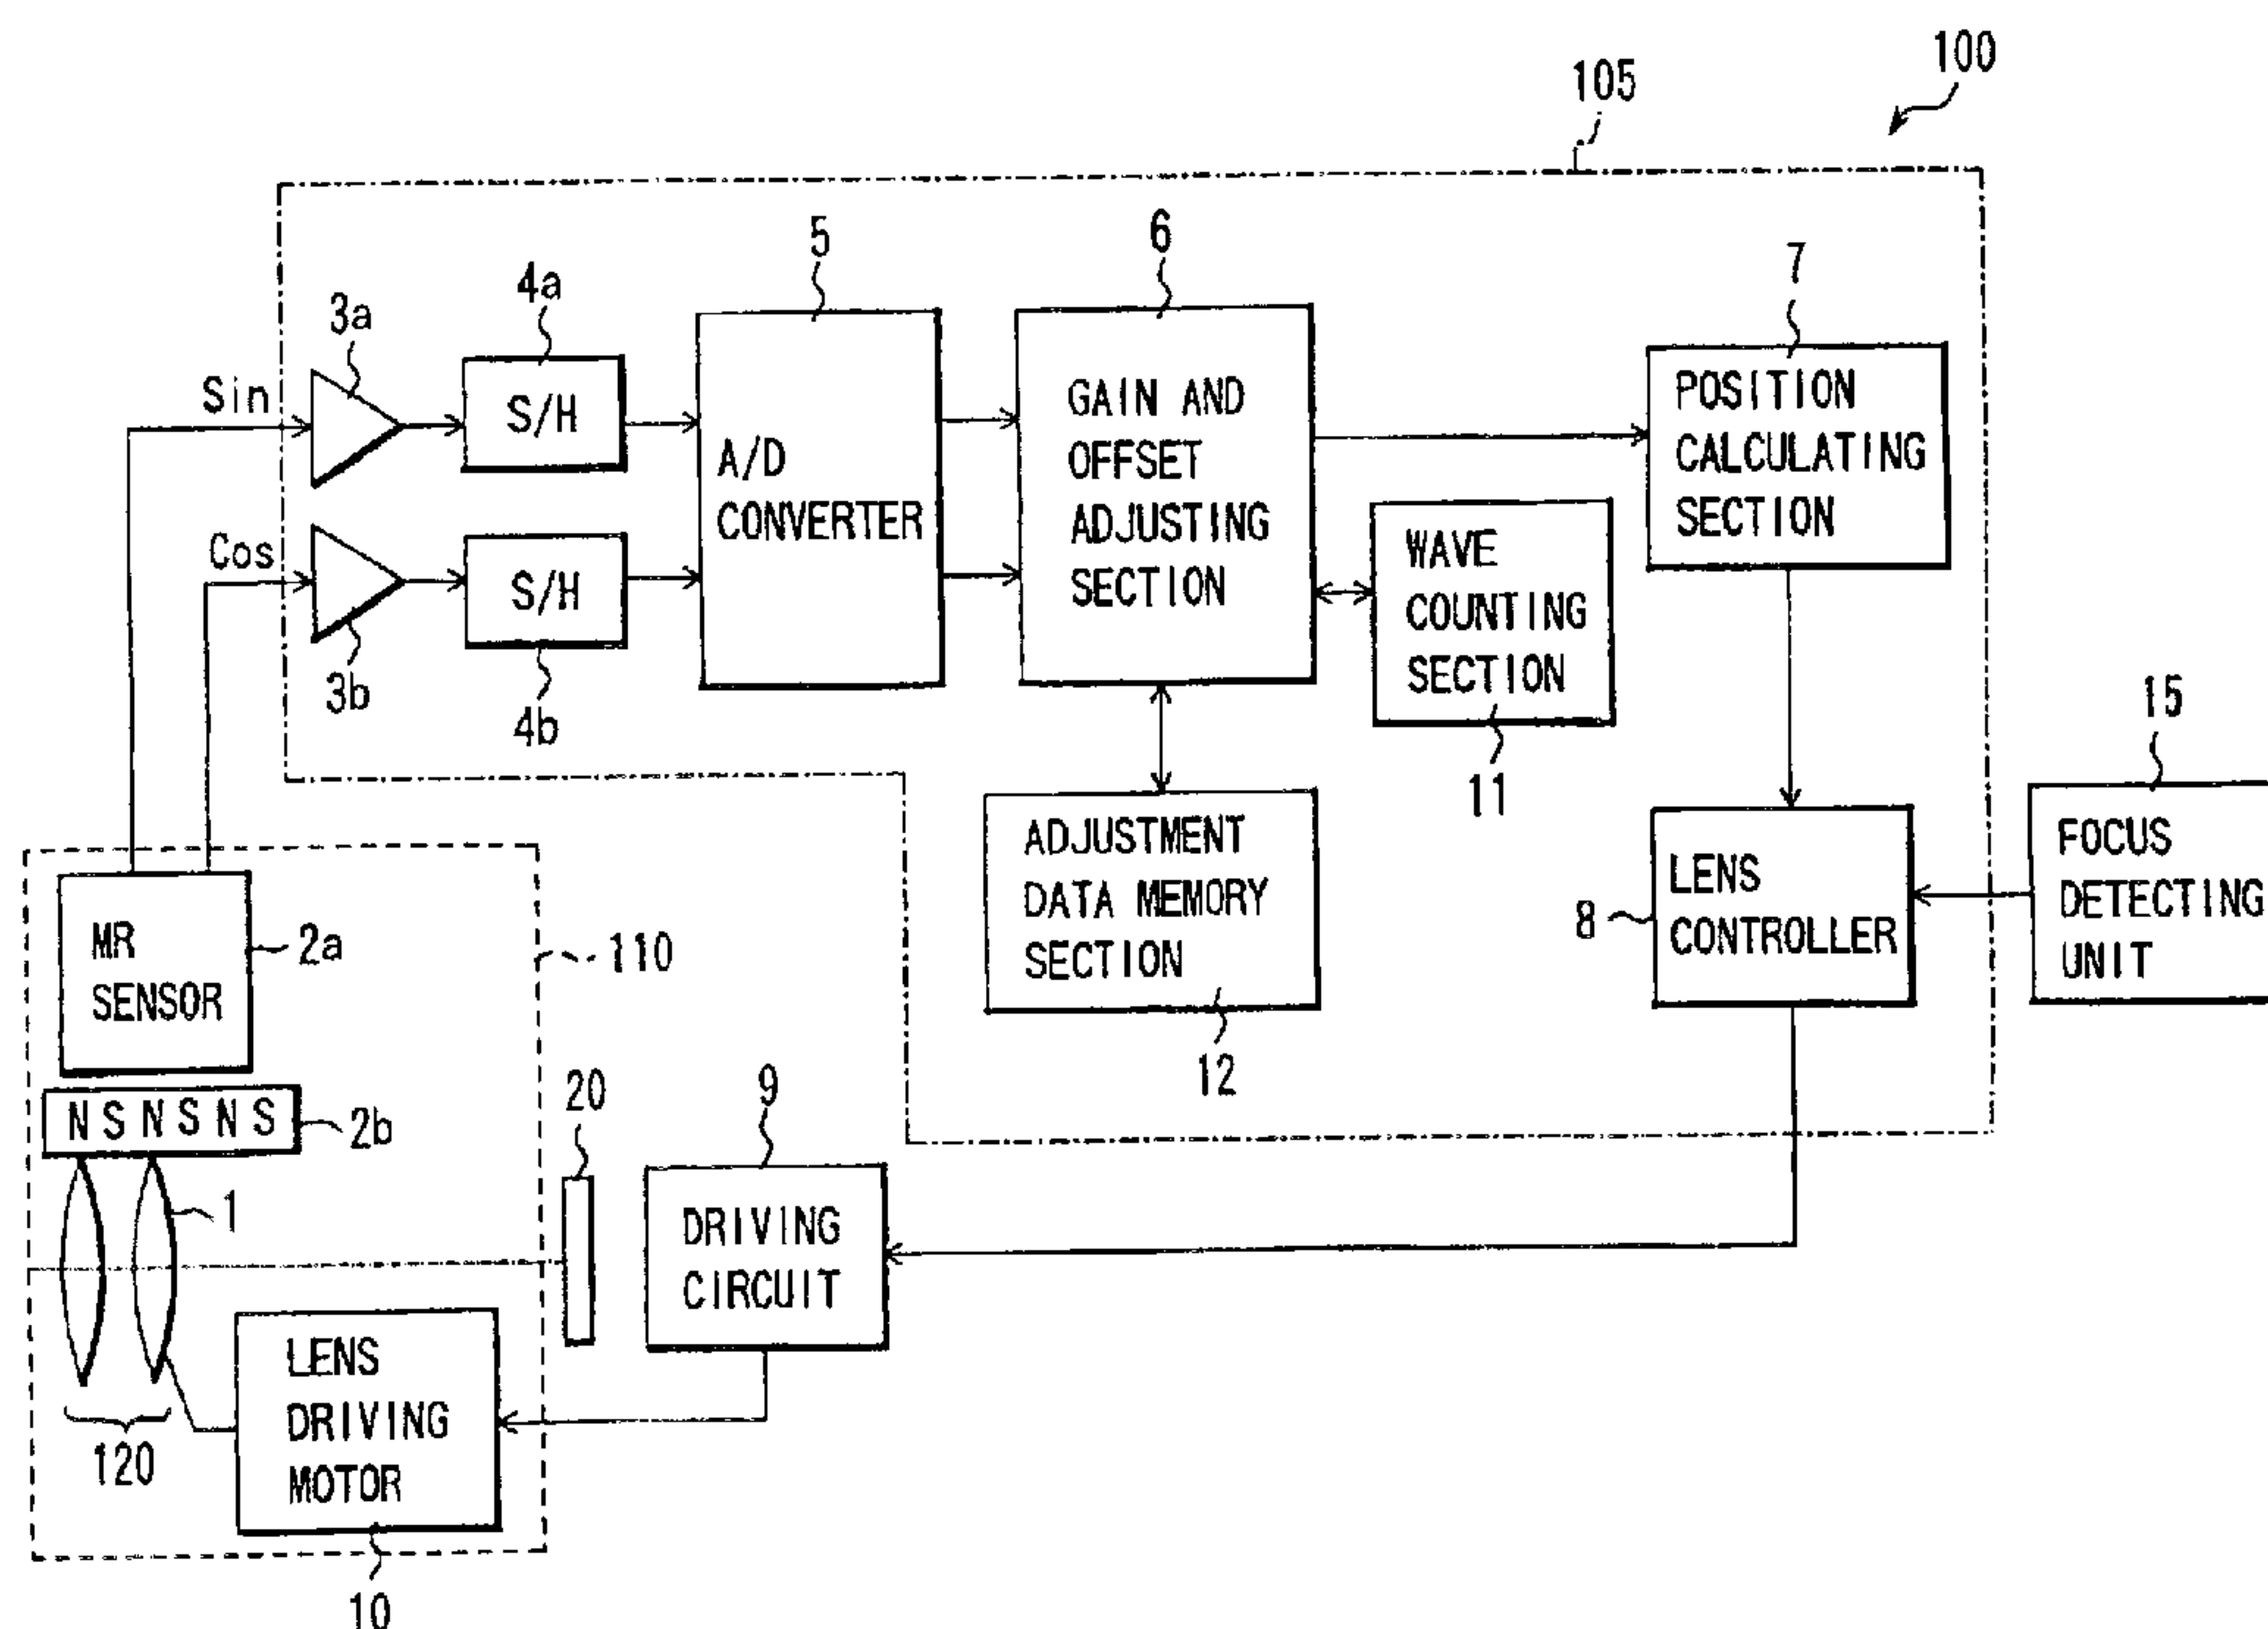 100
105
5
6
7
3a
4a
Sin
S/H
A/D
CONVERTER
GAIN AND
OFFSET
ADJUSTING
SECTION
POSITION
CALCULATING
SECTION
Cos
S/H
3b
4b
WAVE
COUNTING
SECTION
11
15
ADJUSTMENT
DATA MEMORY
SECTION
12
8
LENS
CONTROLLER
FOCUS
DETECTING
UNIT
MR
SENSOR
2a
110
N S N S N S
2b
20
9
1
DRIVING
CIRCUIT
LENS
DRIVING
MOTOR
120
10